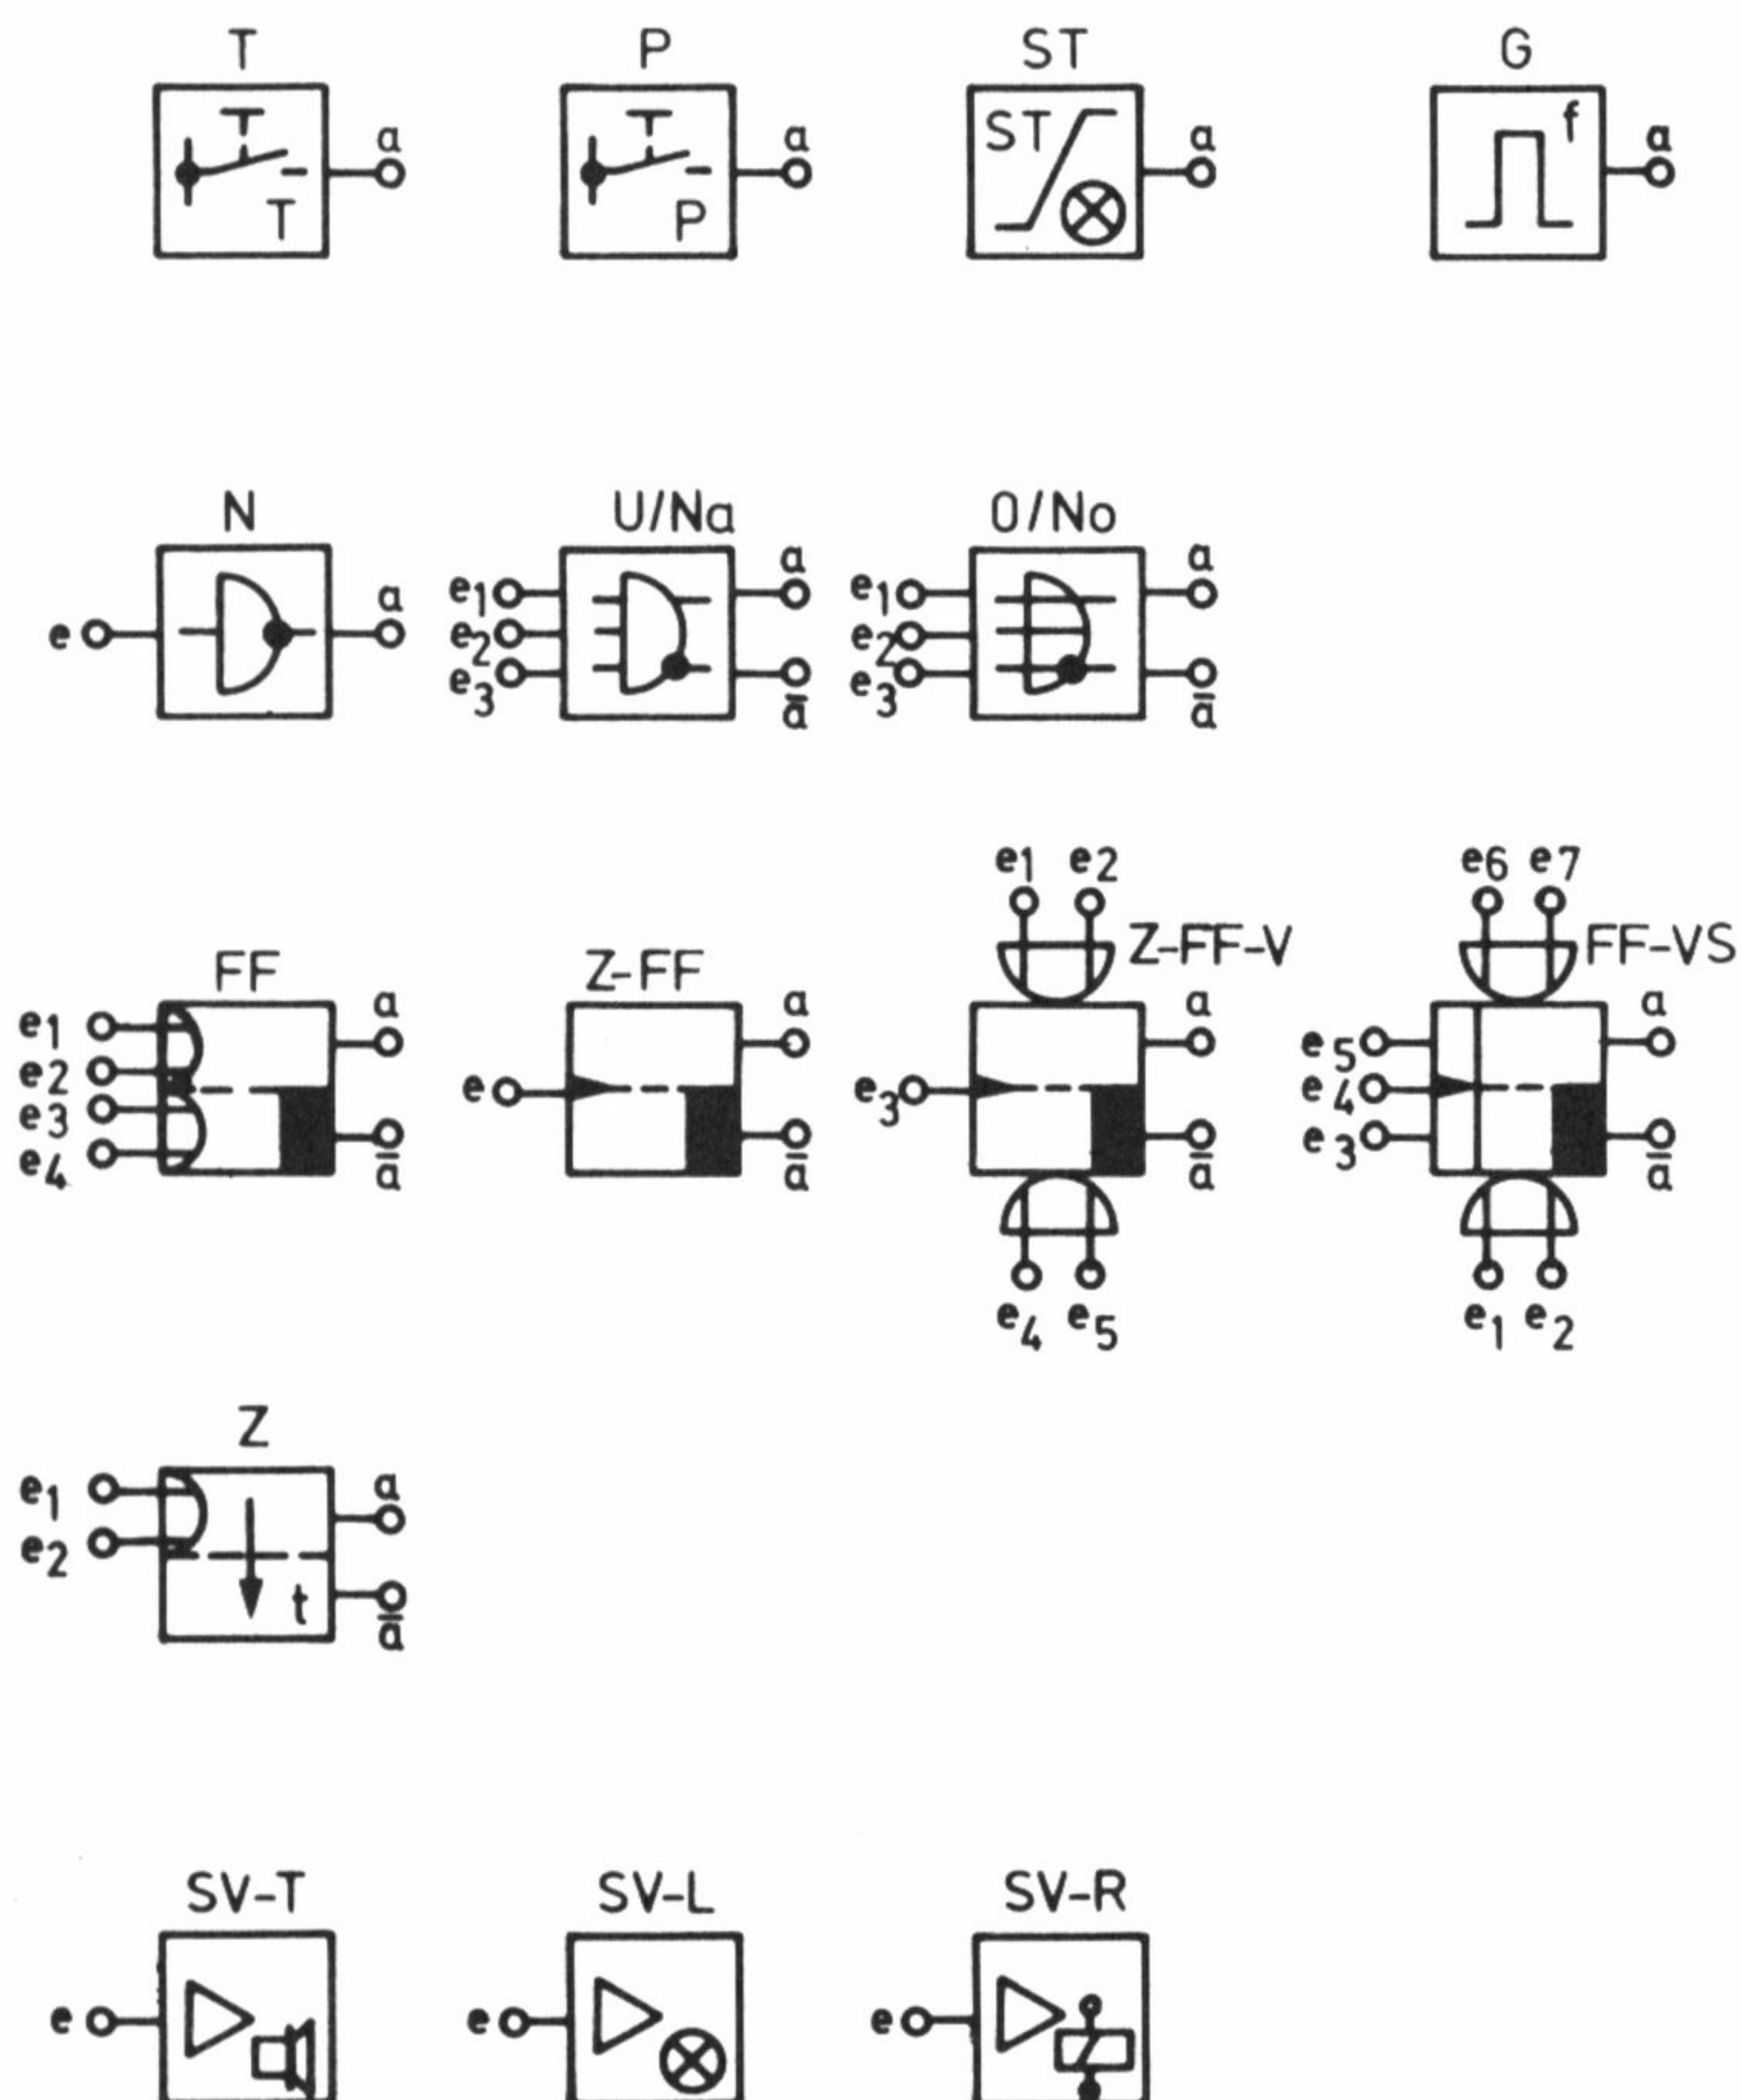 T P ST G
T a P a ST a f a
N U/Na O/No
e a e1 e2 e3 a a̅ e1 e2 e3 a a̅
e1 e2 e6 e7
FF Z-FF Z-FF-V FF-VS
e1 e2 e3 e4 a a̅ e a a̅ e3 a a̅ e5 e4 e3 a a̅
e4 e5 e1 e2
Z
e1 e2 t a a̅
SV-T SV-L SV-R
e e e